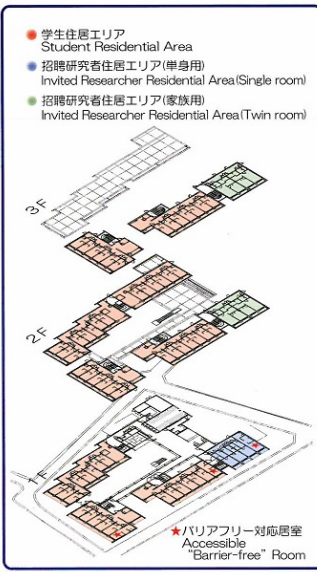 ● 学生住居エリア
Student Residential Area
● 招聘研究者住居エリア(単身用)
Invited Researcher Residential Area(Single room)
● 招聘研究者住居エリア(家族用)
Invited Researcher Residential Area(Twin room)
3F
2F
★バリアフリー対応居室
Accessible
"Barrier-free" Room